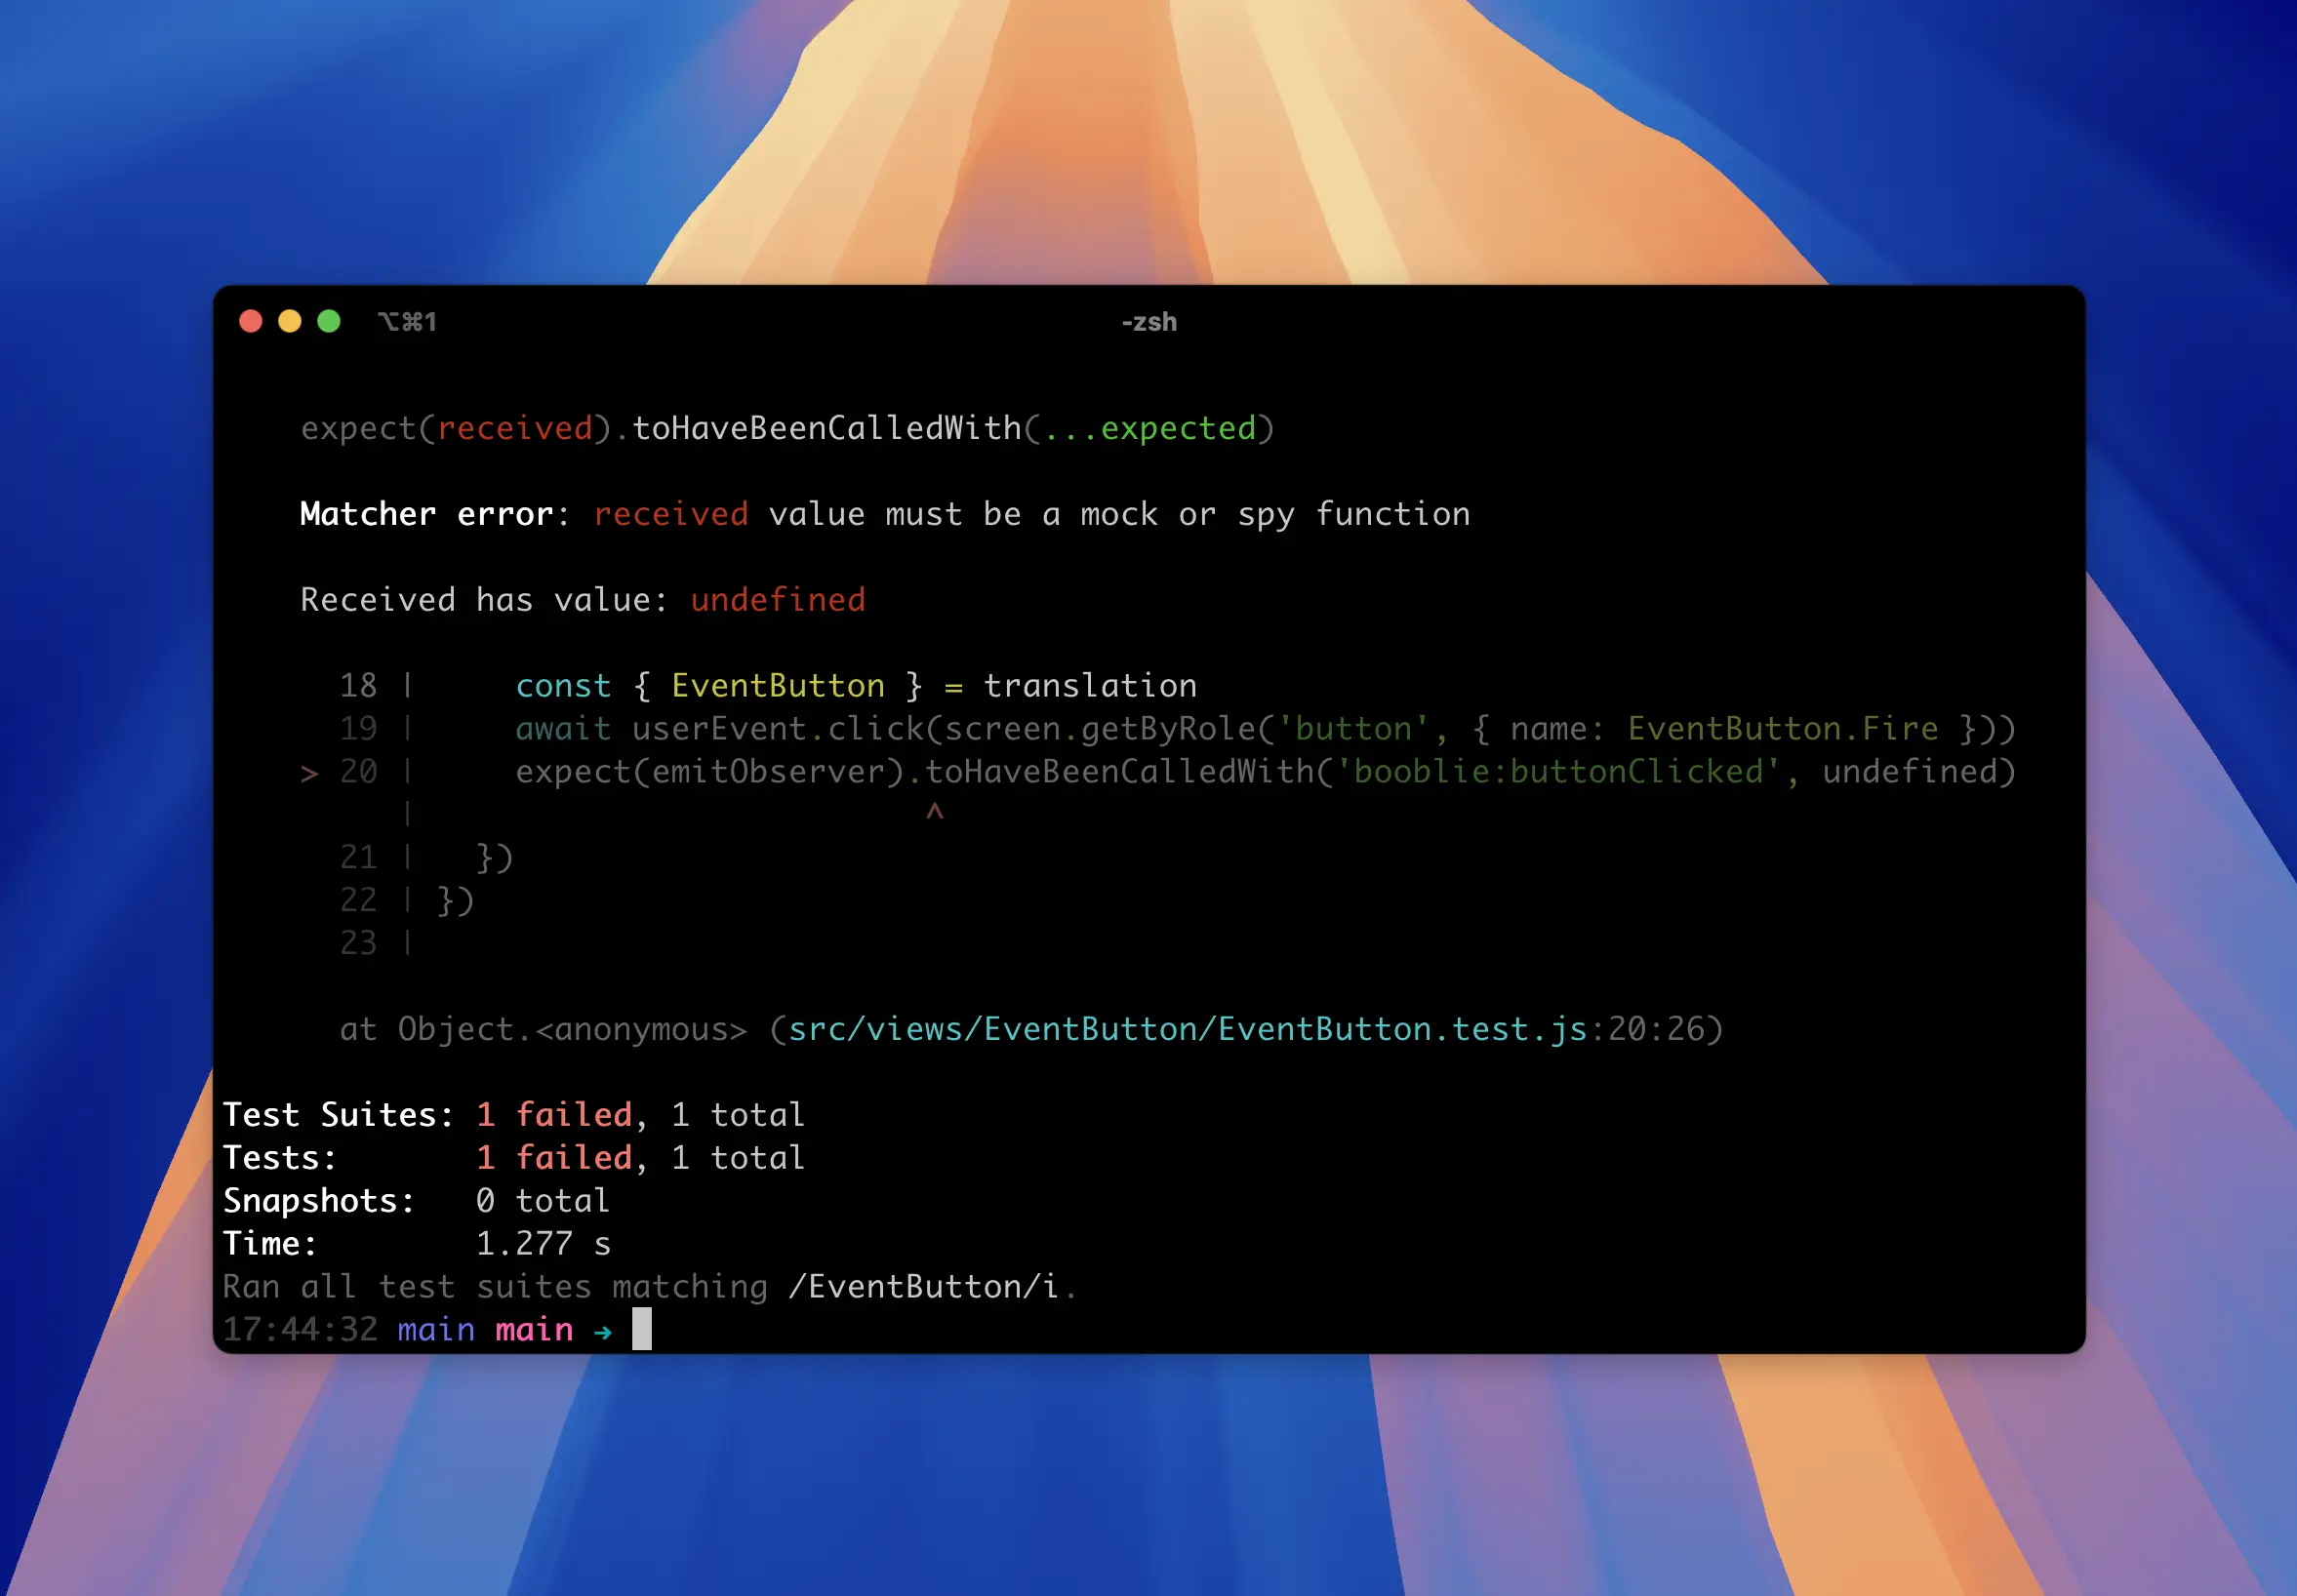 ⌥⌘1
-zsh
expect(received).toHaveBeenCalledWith(...expected)
Matcher error: received value must be a mock or spy function
Received has value: undefined
18 |     const { EventButton } = translation
19 |     await userEvent.click(screen.getByRole('button', { name: EventButton.Fire }))
> 20 |     expect(emitObserver).toHaveBeenCalledWith('booblie:buttonClicked', undefined)
|                          ^
21 |   })
22 | })
23 |
at Object.<anonymous> (src/views/EventButton/EventButton.test.js:20:26)
Test Suites: 1 failed, 1 total
Tests:       1 failed, 1 total
Snapshots:   0 total
Time:        1.277 s
Ran all test suites matching /EventButton/i.
17:44:32 main main →